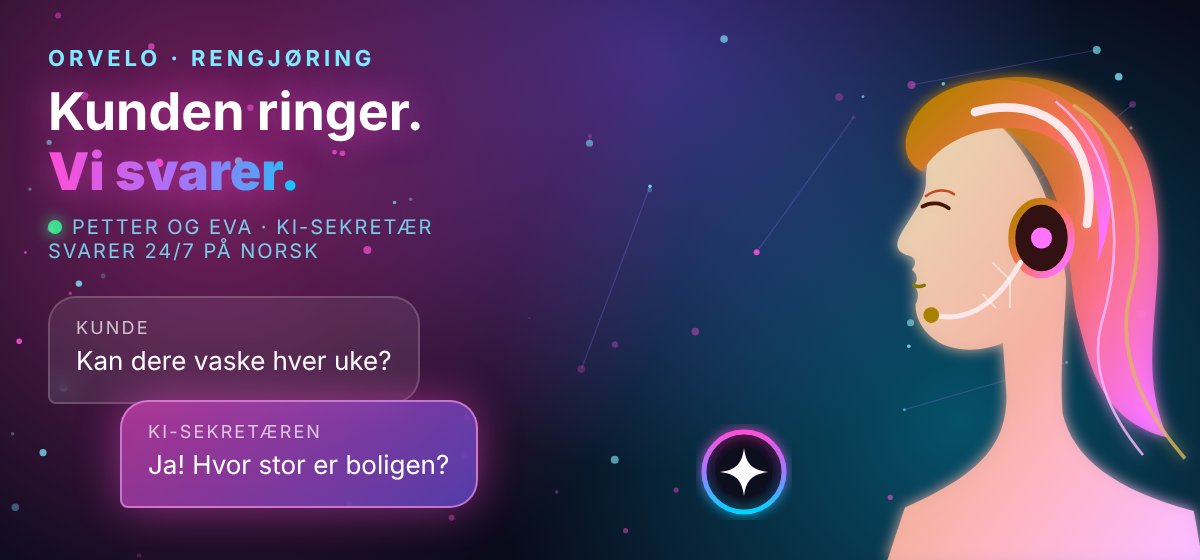 ORVELO · RENGJØRING
Kunden ringer.
Vi svarer.
PETTER OG EVA · KI-SEKRETÆR
SVARER 24/7 PÅ NORSK
KUNDE
Kan dere vaske hver uke?
KI-SEKRETÆREN
Ja! Hvor stor er boligen?